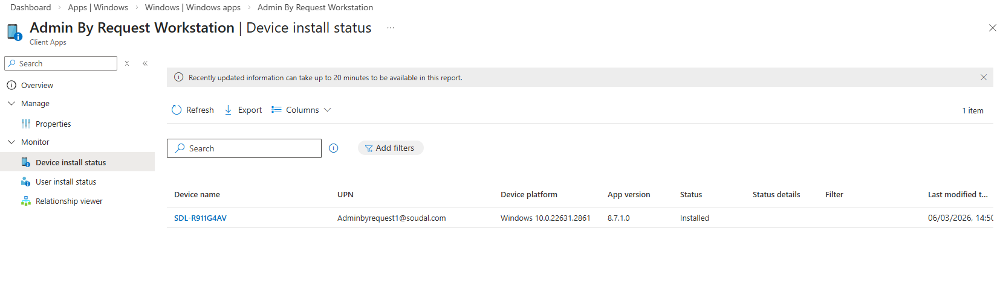 Dashboard > Apps | Windows > Windows | Windows apps > Admin By Request Workstation
Admin By Request Workstation | Device install status ...
Client Apps
Search
Overview
Manage
Properties
Monitor
Device install status
User install status
Relationship viewer
Recently updated information can take up to 20 minutes to be available in this report.
Refresh Export Columns 1 item
Search Add filters
Device name UPN Device platform App version Status Status details Filter Last modified t...
SDL-R911G4AV Adminbyrequest1@soudal.com Windows 10.0.22631.2861 8.7.1.0 Installed 06/03/2026, 14:50